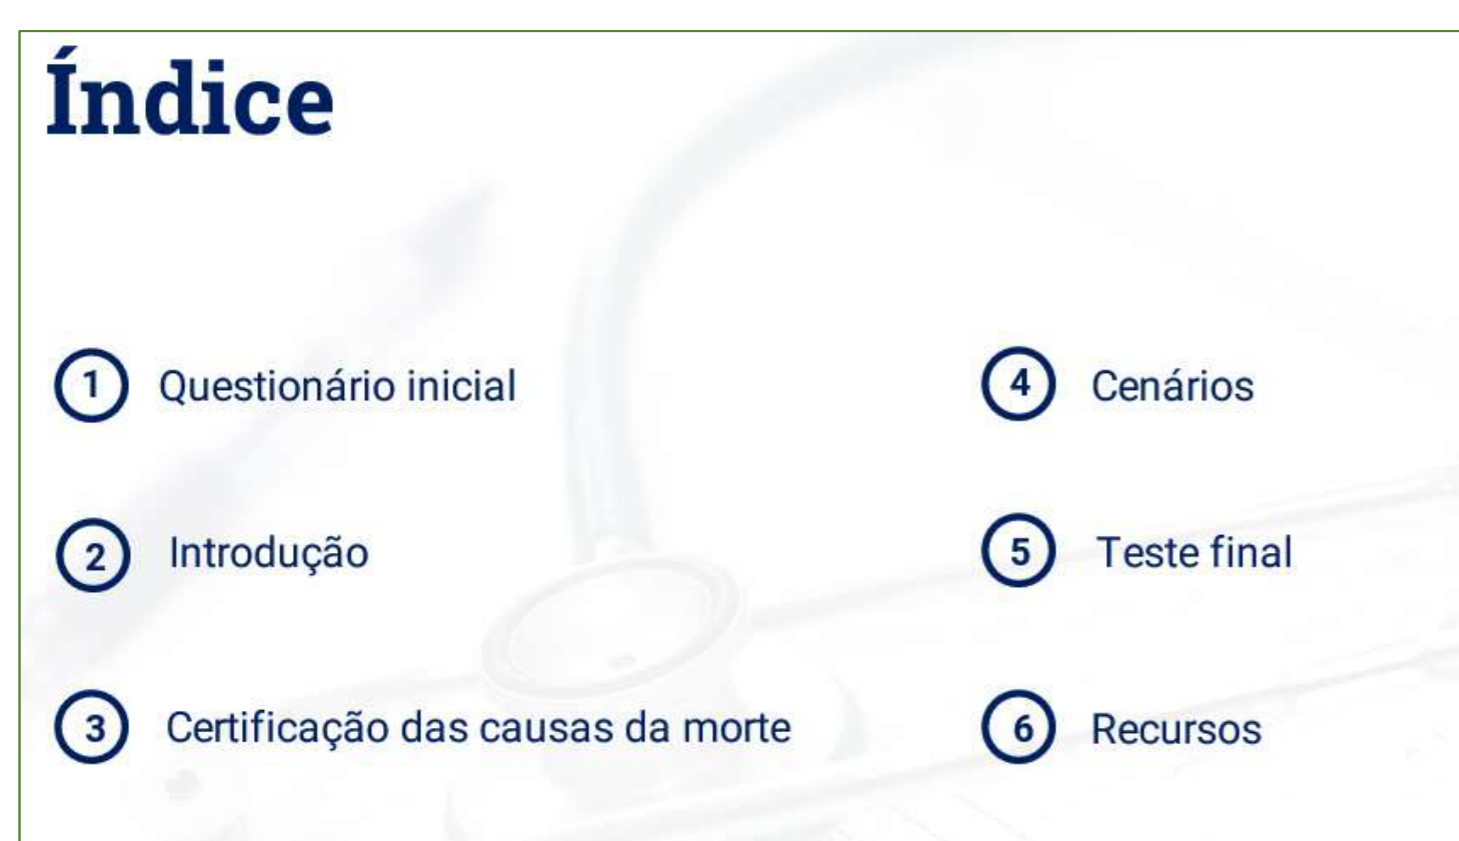 Índice
1 Questionário inicial
2 Introdução
3 Certificação das causas da morte
4 Cenários
5 Teste final
6 Recursos